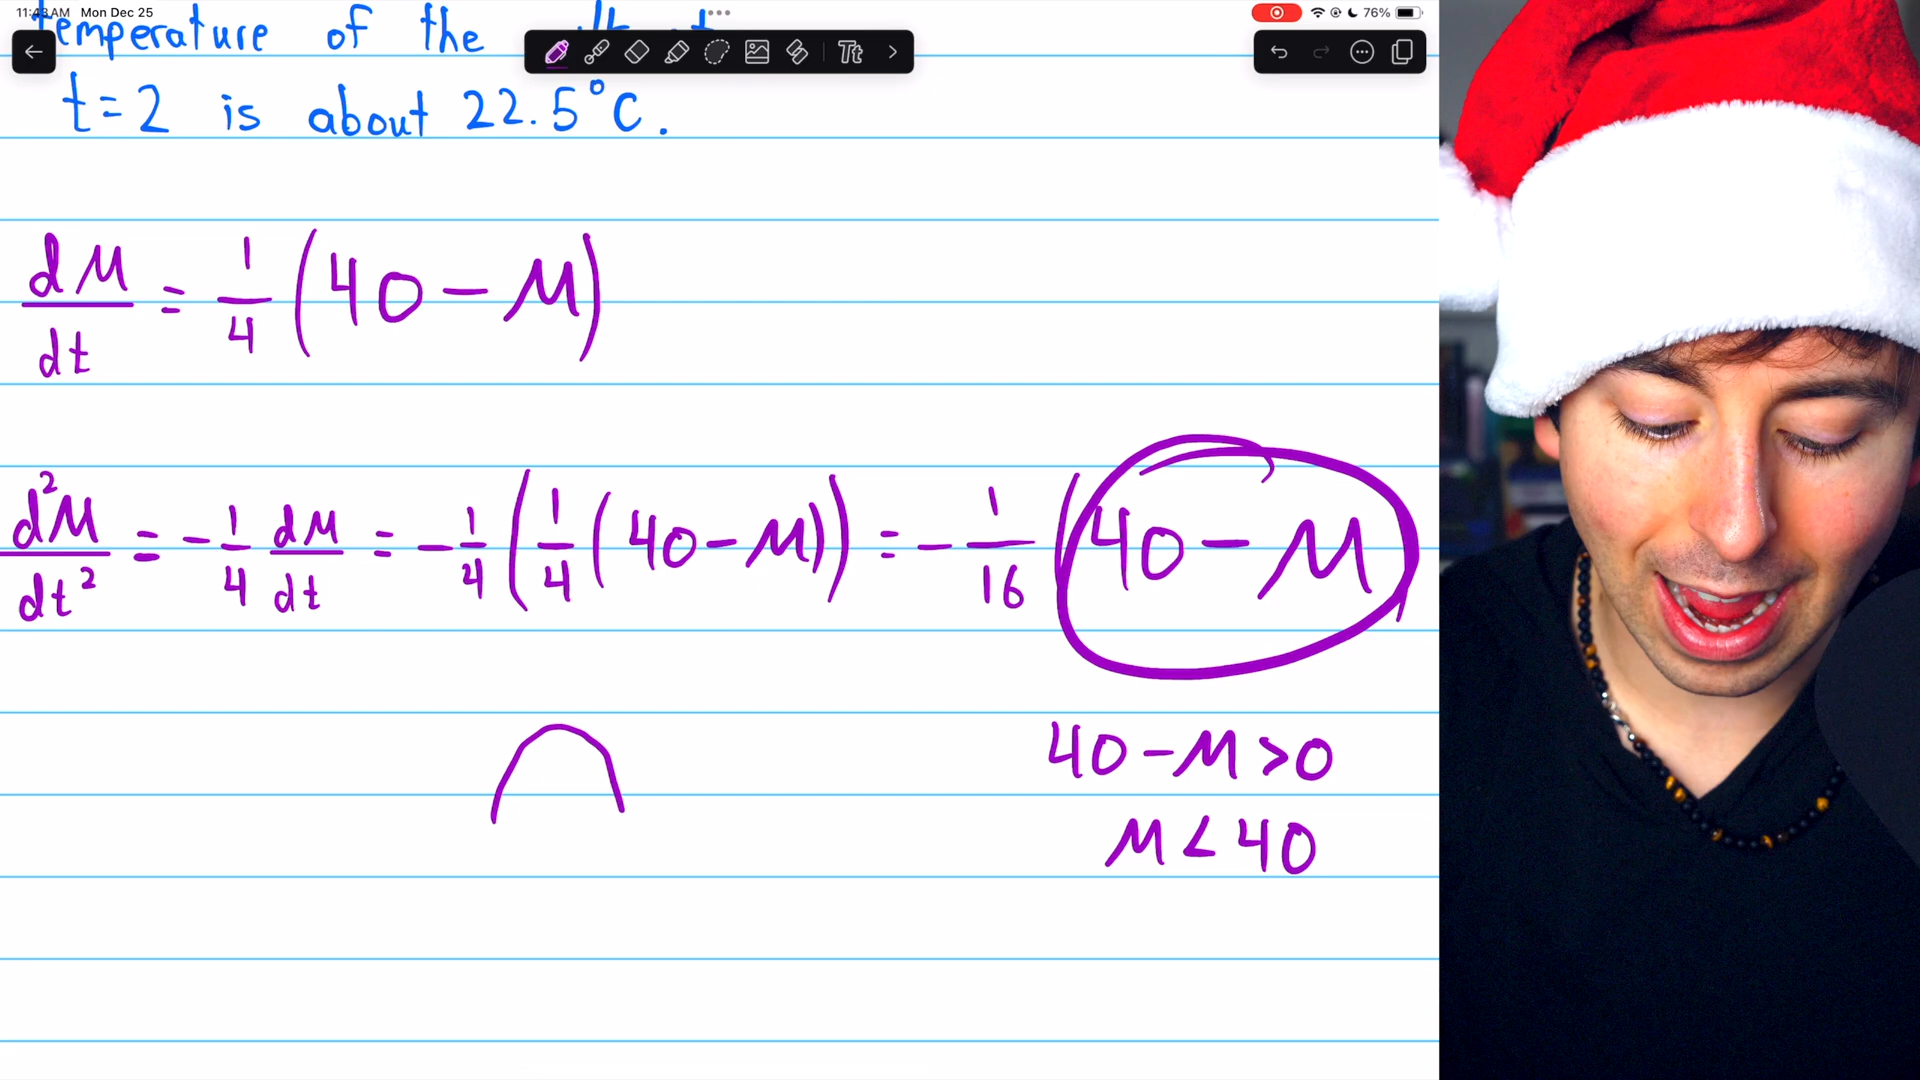 11:43 AM Mon Dec 25
76%
temperature of the
Tt
t=2 is about 22.5°C.
dM/dt = 1/4 (40 - M)
d²M/dt² = -1/4 dM/dt = -1/4 (1/4 (40 - M)) = -1/16 (40 - M)
40 - M > 0
M < 40